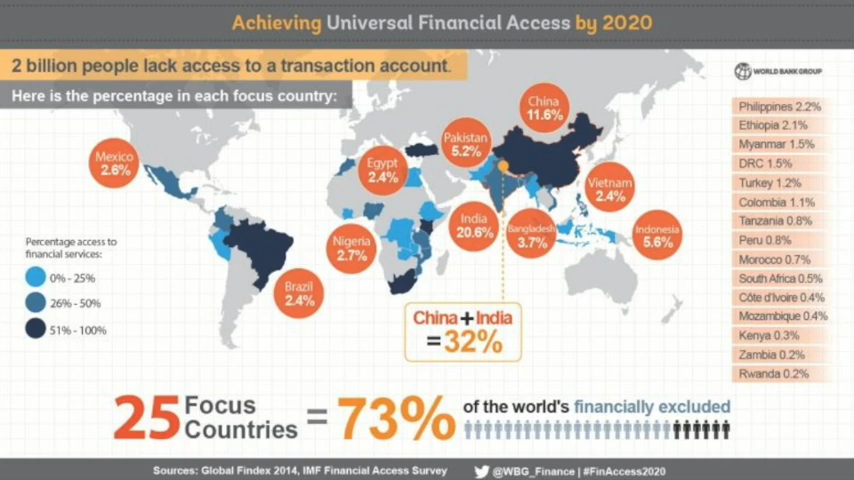 Achieving Universal Financial Access by 2020
2 billion people lack access to a transaction account.
Here is the percentage in each focus country:
WORLD BANK GROUP
China
11.6%
Pakistan
5.2%
Mexico
2.6%
Egypt
2.4%
Vietnam
2.4%
India
20.6%
Bangladesh
3.7%
Indonesia
5.6%
Nigeria
2.7%
Brazil
2.4%
Percentage access to
financial services:
0% - 25%
26% - 50%
51% - 100%
China+India
=32%
Philippines 2.2%
Ethiopia 2.1%
Myanmar 1.5%
DRC 1.5%
Turkey 1.2%
Colombia 1.1%
Tanzania 0.8%
Peru 0.8%
Morocco 0.7%
South Africa 0.5%
Côte d'Ivoire 0.4%
Mozambique 0.4%
Kenya 0.3%
Zambia 0.2%
Rwanda 0.2%
25 Focus Countries = 73% of the world's financially excluded
Sources: Global Findex 2014, IMF Financial Access Survey @WBG_Finance | #FinAccess2020